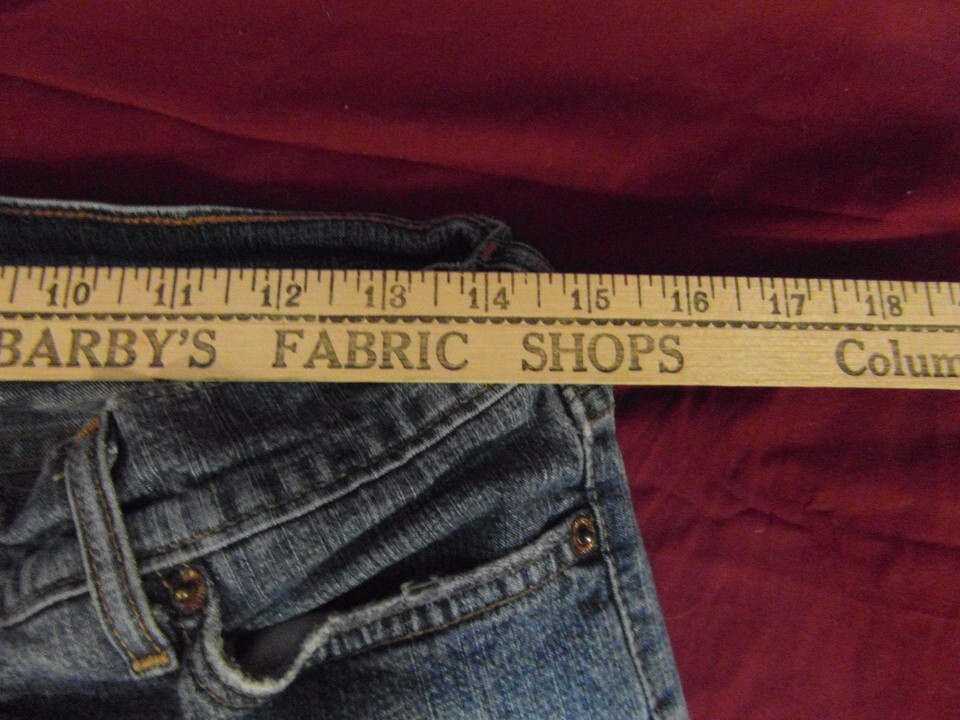 10 11 12 13 14 15 16 17 18
BARBY'S FABRIC SHOPS Colum